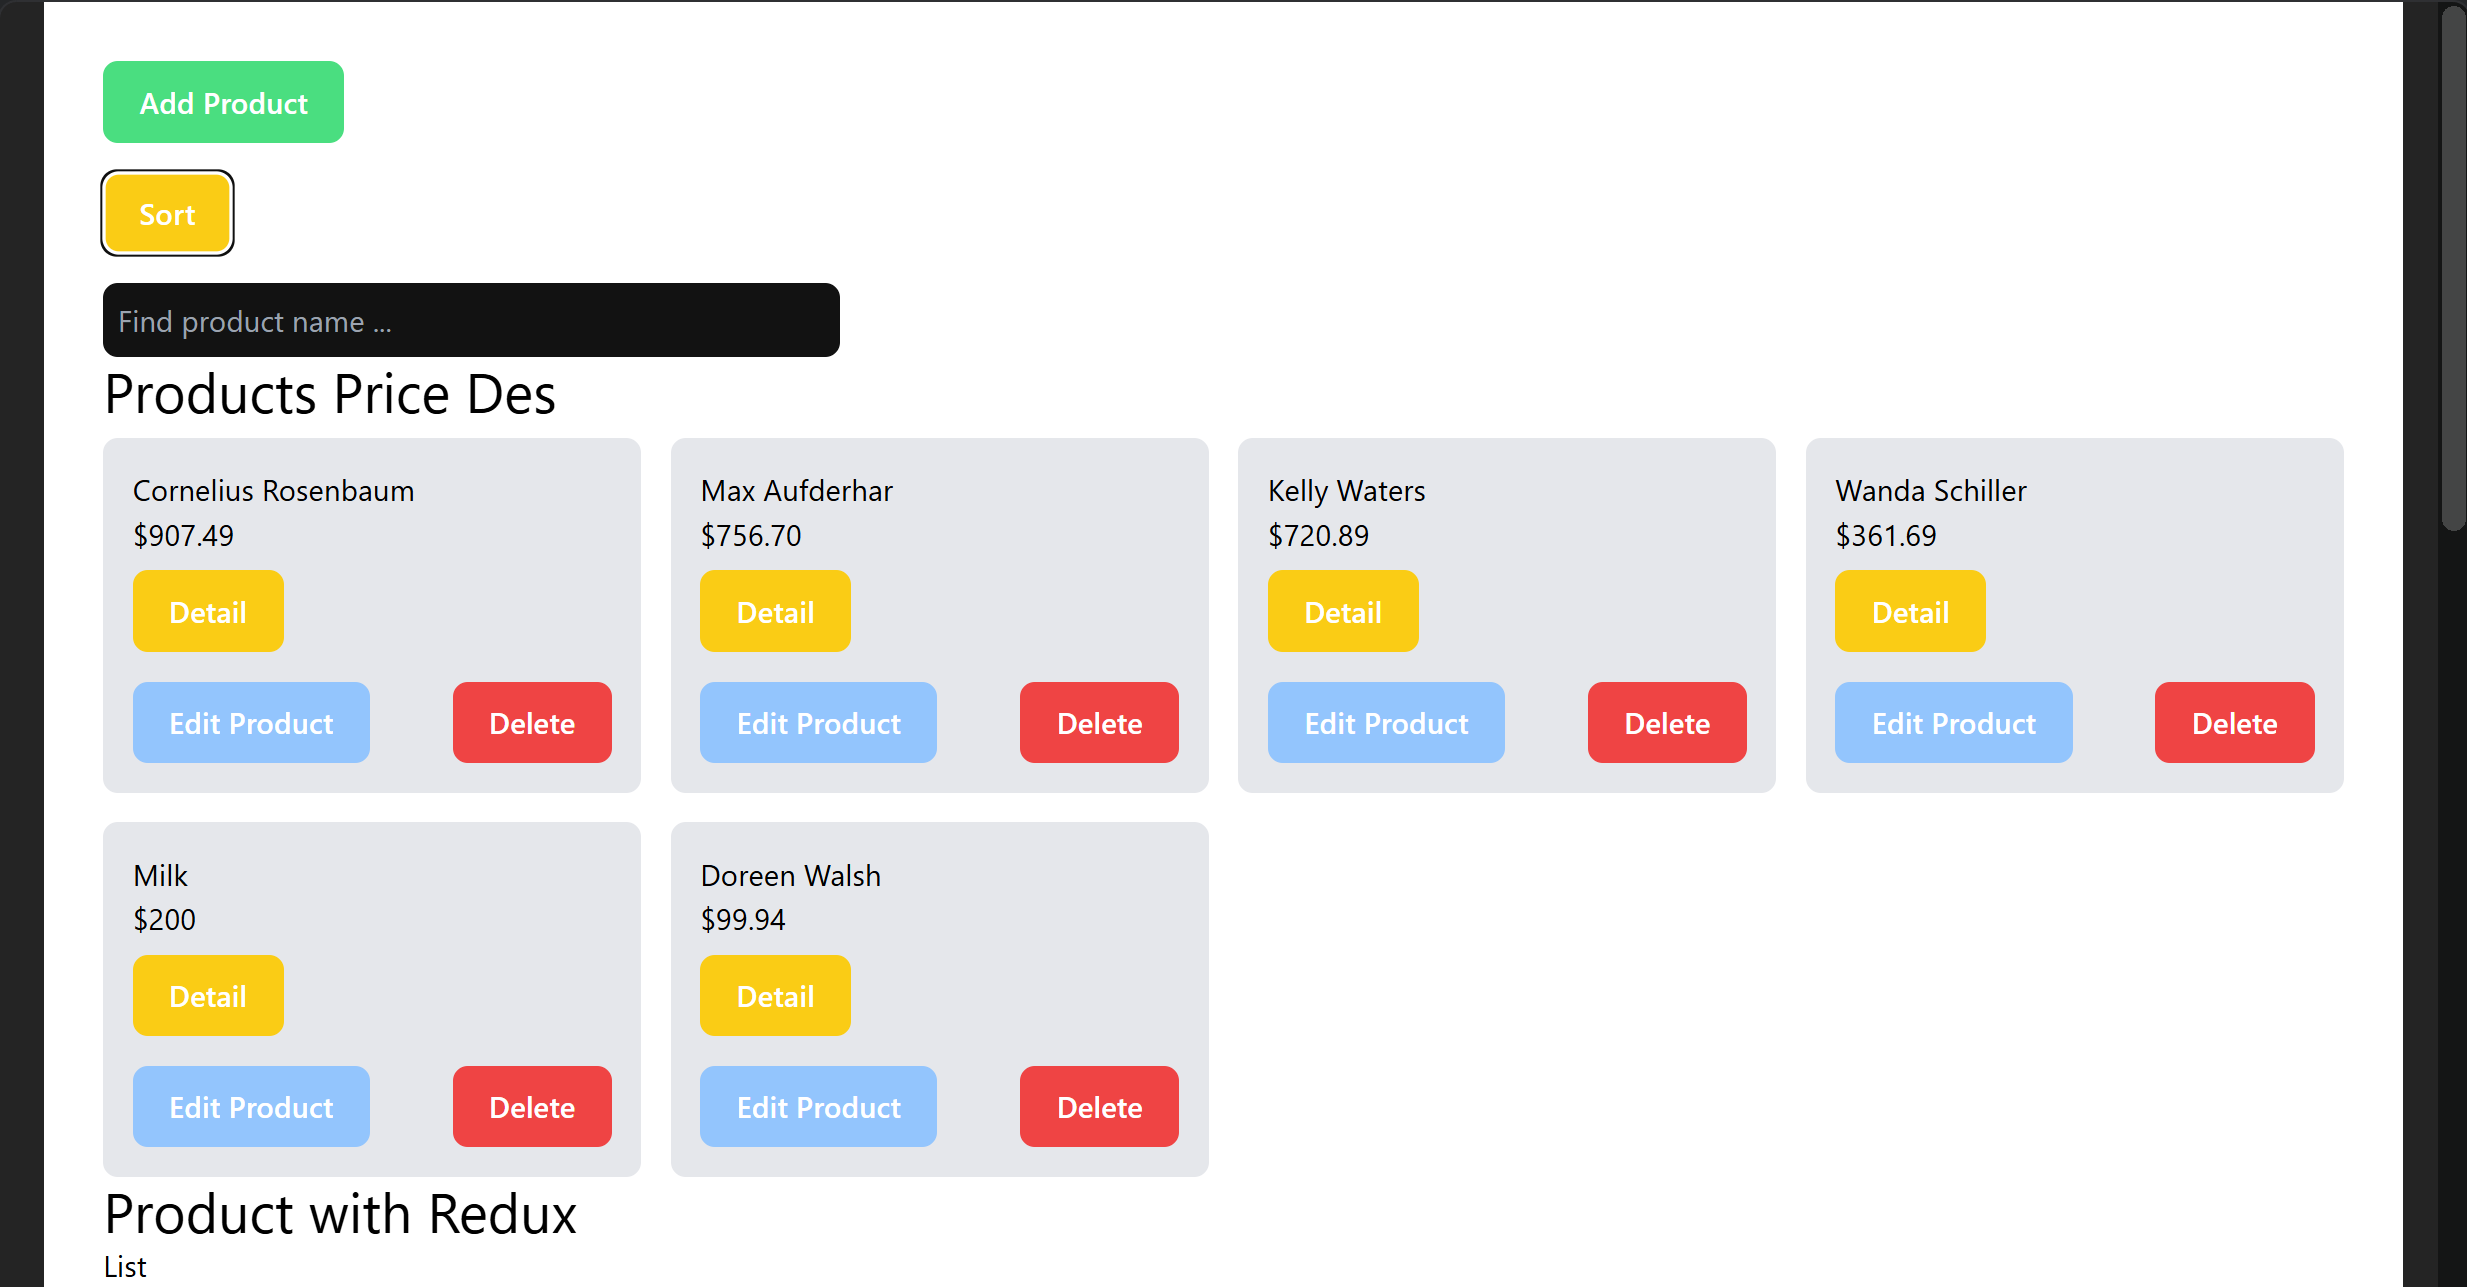 Add Product
Sort
Find product name ...
Products Price Des
Cornelius Rosenbaum
$907.49
Detail
Edit Product
Delete
Max Aufderhar
$756.70
Detail
Edit Product
Delete
Kelly Waters
$720.89
Detail
Edit Product
Delete
Wanda Schiller
$361.69
Detail
Edit Product
Delete
Milk
$200
Detail
Edit Product
Delete
Doreen Walsh
$99.94
Detail
Edit Product
Delete
Product with Redux
List